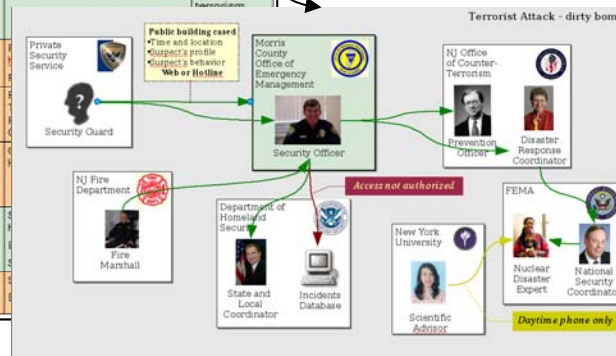 terrorism
Terrorist Attack - dirty bom
Public building cased
•Time and location
•Suspect's profile
•Suspect's behavior
Web or Hotline
Private
Security
Service
?
Security Guard
Morris
County
Office of
Emergency
Management
Security Officer
NJ Office
of Counter-
Terrorism
Prevention
Officer
Disaster
Response
Coordinator
NJ Fire
Department
Fire
Marshall
Access not authorized
Department of
Homeland
Security
State and
Local
Coordinator
Incidents
Database
New York
University
Scientific
Advisor
FEMA
Nuclear
Disaster
Expert
National
Security
Coordinato
Daytime phone only